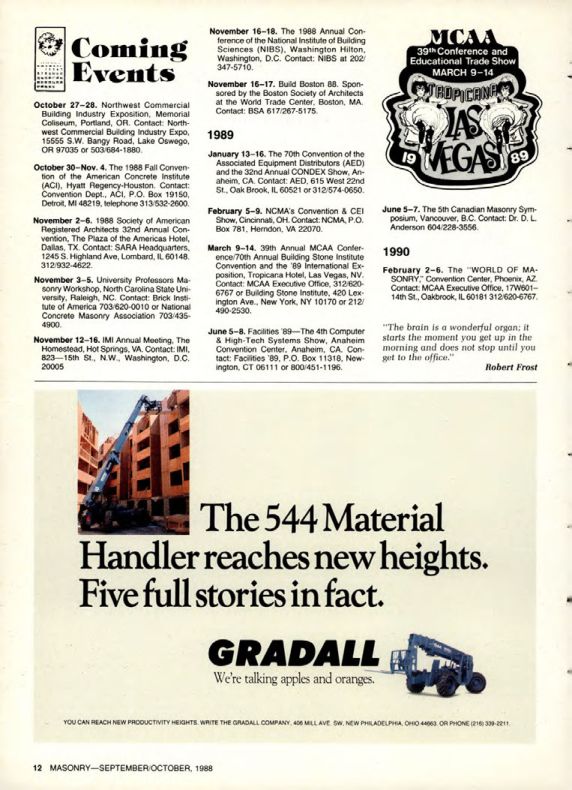 Coming
Events
October 27–28. Northwest Commercial
Building Industry Exposition, Memorial
Coliseum, Portland, OR. Contact: North-
west Commercial Building Industry Expo,
15555 S.W. Bangy Road, Lake Oswego,
OR 97035 or 503/684-1880.
October 30–Nov. 4. The 1988 Fall Conven-
tion of the American Concrete Institute
(ACI), Hyatt Regency-Houston. Contact:
Convention Dept., ACI, P.O. Box 19150,
Detroit, MI 48219, telephone 313/532-2600.
November 2–6. 1988 Society of American
Registered Architects 32nd Annual Con-
vention, The Plaza of the Americas Hotel,
Dallas, TX. Contact: SARA Headquarters,
1245 S. Highland Ave, Lombard, IL 60148.
312/932-4622.
November 3–5. University Professors Ma-
sonry Workshop, North Carolina State Uni-
versity, Raleigh, NC. Contact: Brick Insti-
tute of America 703/620-0010 or National
Concrete Masonry Association 703/435-
4900.
November 12–16. IMI Annual Meeting, The
Homestead, Hot Springs, VA. Contact: IMI,
823—15th St., N.W., Washington, D.C.
20005
November 16–18. The 1988 Annual Con-
ference of the National Institute of Building
Sciences (NIBS), Washington Hilton,
Washington, D.C. Contact: NIBS at 202/
347-5710.
November 16–17. Build Boston 88. Spon-
sored by the Boston Society of Architects
at the World Trade Center, Boston, MA.
Contact: BSA 617/267-5175.
1989
January 13–16. The 70th Convention of the
Associated Equipment Distributors (AED)
and the 32nd Annual CONDEX Show, An-
aheim, CA. Contact: AED, 615 West 22nd
St., Oak Brook, IL 60521 or 312/574-0650.
February 5–9. NCMA's Convention & CEI
Show, Cincinnati, OH. Contact: NCMA, P.O.
Box 781, Herndon, VA 22070.
March 9–14. 39th Annual MCAA Confer-
ence/70th Annual Building Stone Institute
Convention and the '89 International Ex-
position, Tropicana Hotel, Las Vegas, NV.
Contact: MCAA Executive Office, 312/620-
6767 or Building Stone Institute, 420 Lex-
ington Ave., New York, NY 10170 or 212/
490-2530.
June 5–8. Facilities '89—The 4th Computer
& High-Tech Systems Show, Anaheim
Convention Center, Anaheim, CA. Con-
tact: Facilities '89, P.O. Box 11318, New-
ington, CT 06111 or 800/451-1196.
MCAA
39th Conference and
Educational Trade Show
MARCH 9–14
TROPICANA
LAS
VEGAS
19 89
June 5–7. The 5th Canadian Masonry Sym-
posium, Vancouver, B.C. Contact: Dr. D. L.
Anderson 604/228-3556.
1990
February 2–6. The "WORLD OF MA-
SONRY," Convention Center, Phoenix, AZ.
Contact: MCAA Executive Office, 17W601–
14th St., Oakbrook, IL 60181 312/620-6767.
"The brain is a wonderful organ; it
starts the moment you get up in the
morning and does not stop until you
get to the office."
Robert Frost
The 544 Material
Handler reaches new heights.
Five full stories in fact.
GRADALL
We're talking apples and oranges.
YOU CAN REACH NEW PRODUCTIVITY HEIGHTS. WRITE THE GRADALL COMPANY, 406 MILL AVE. SW, NEW PHILADELPHIA, OHIO 44663. OR PHONE (216) 339-2211.
12 MASONRY—SEPTEMBER/OCTOBER, 1988